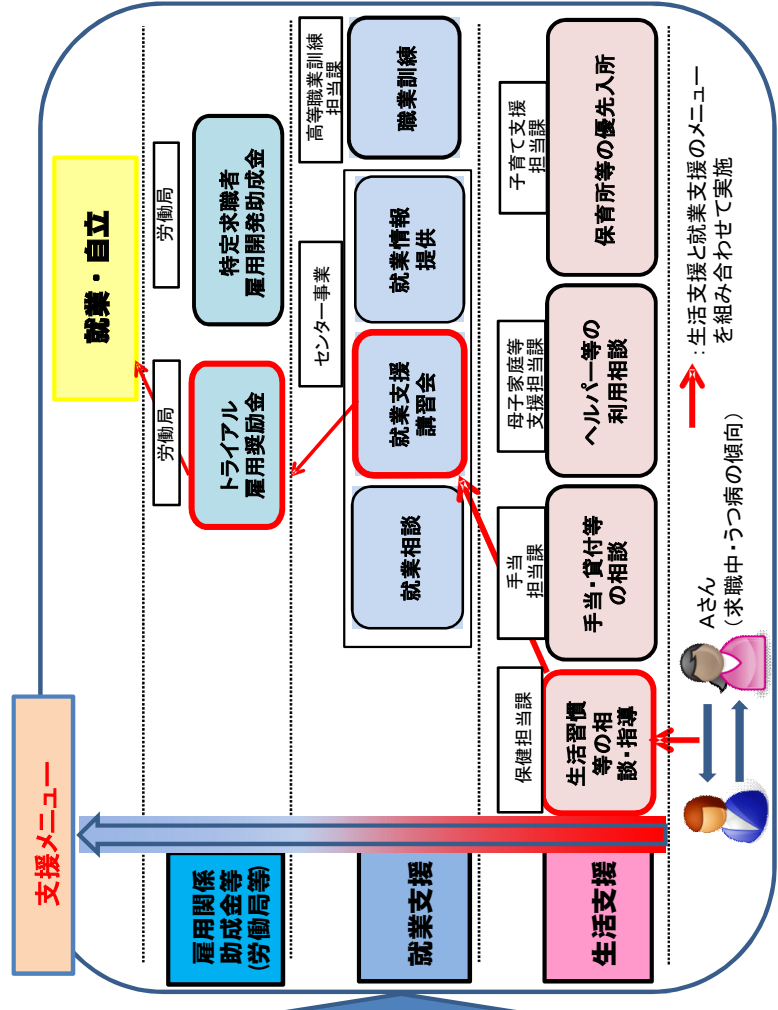 支援メニュー
就業・自立
雇用関係
助成金等
(労働局等)
労働局
トライアル
雇用奨励金
労働局
特定求職者
雇用開発助成金
就業支援
センター事業
就業相談
就業支援
講習会
就業情報
提供
高等職業訓練
担当課
職業訓練
生活支援
保健担当課
生活習慣
等の相
談・指導
手当
担当課
手当・貸付等
の相談
母子家庭等
支援担当課
ヘルパー等の
利用相談
子育て支援
担当課
保育所等の優先入所
Aさん
(求職中・うつ病の傾向)
:生活支援と就業支援のメニュー
を組み合わせて実施